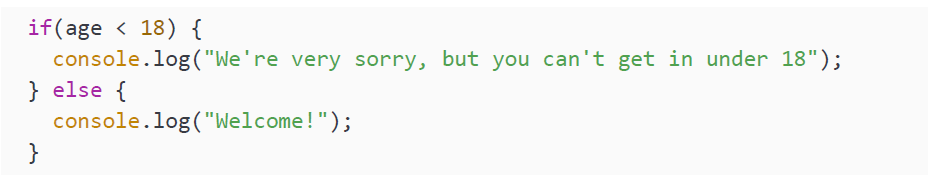 if(age < 18) {
  console.log("We're very sorry, but you can't get in under 18");
} else {
  console.log("Welcome!");
}